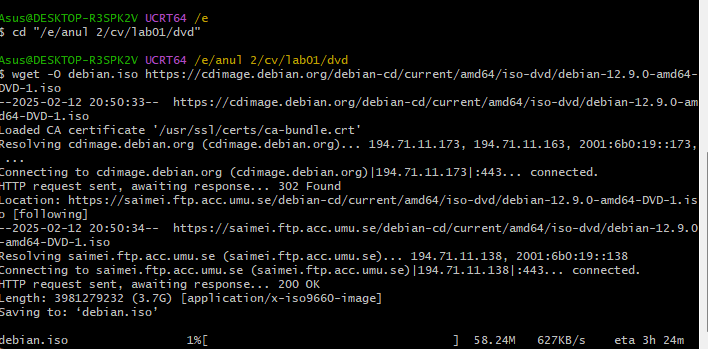 Asus@DESKTOP-R3SPK2V UCRT64 /e
$ cd "/e/anul 2/cv/lab01/dvd"
Asus@DESKTOP-R3SPK2V UCRT64 /e/anul 2/cv/lab01/dvd
$ wget -O debian.iso https://cdimage.debian.org/debian-cd/current/amd64/iso-dvd/debian-12.9.0-amd64-
DVD-1.iso
--2025-02-12 20:50:33--  https://cdimage.debian.org/debian-cd/current/amd64/iso-dvd/debian-12.9.0-am
d64-DVD-1.iso
Loaded CA certificate '/usr/ssl/certs/ca-bundle.crt'
Resolving cdimage.debian.org (cdimage.debian.org)... 194.71.11.173, 194.71.11.163, 2001:6b0:19::173,
 ...
Connecting to cdimage.debian.org (cdimage.debian.org)|194.71.11.173|:443... connected.
HTTP request sent, awaiting response... 302 Found
Location: https://saimei.ftp.acc.umu.se/debian-cd/current/amd64/iso-dvd/debian-12.9.0-amd64-DVD-1.is
o [following]
--2025-02-12 20:50:34--  https://saimei.ftp.acc.umu.se/debian-cd/current/amd64/iso-dvd/debian-12.9.0
-amd64-DVD-1.iso
Resolving saimei.ftp.acc.umu.se (saimei.ftp.acc.umu.se)... 194.71.11.138, 2001:6b0:19::138
Connecting to saimei.ftp.acc.umu.se (saimei.ftp.acc.umu.se)|194.71.11.138|:443... connected.
HTTP request sent, awaiting response... 200 OK
Length: 3981279232 (3.7G) [application/x-iso9660-image]
Saving to: ‘debian.iso’
debian.iso 1%[ ] 58.24M 627KB/s eta 3h 24m